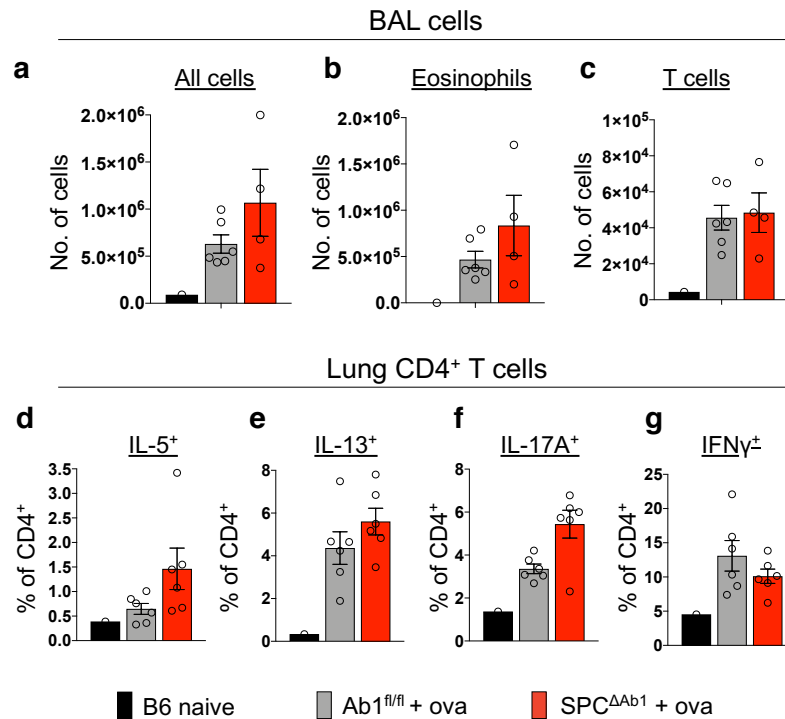 BAL cells
a
All cells
No. of cells
2.0×10⁶
1.5×10⁶
1.0×10⁶
5.0×10⁵
0.0
b
Eosinophils
No. of cells
2.0×10⁶
1.5×10⁶
1.0×10⁶
5.0×10⁵
0.0
c
T cells
No. of cells
1×10⁵
8×10⁴
6×10⁴
4×10⁴
2×10⁴
0
Lung CD4⁺ T cells
d
IL-5⁺
% of CD4⁺
3.5
3.0
2.5
2.0
1.5
1.0
0.5
0.0
e
IL-13⁺
% of CD4⁺
8
6
4
2
0
f
IL-17A⁺
% of CD4⁺
8
6
4
2
0
g
IFNγ⁺
% of CD4⁺
25
20
15
10
5
0
B6 naive
Ab1ᶠˡ/ᶠˡ + ova
SPC^ΔAb1 + ova